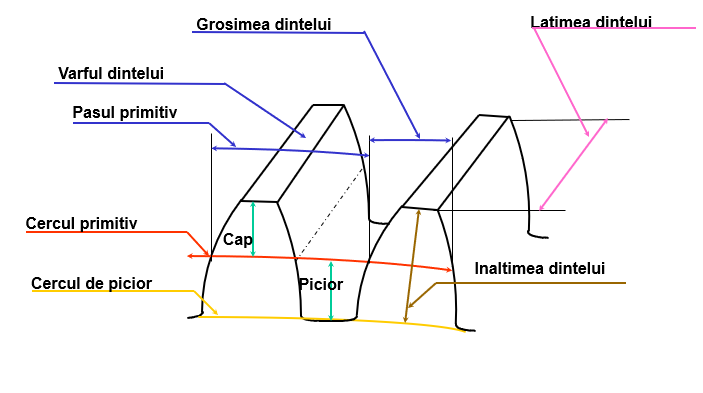 Grosimea dintelui
Latimea dintelui
Varful dintelui
Pasul primitiv
Cercul primitiv
Cap
Cercul de picior
Picior
Inaltimea dintelui